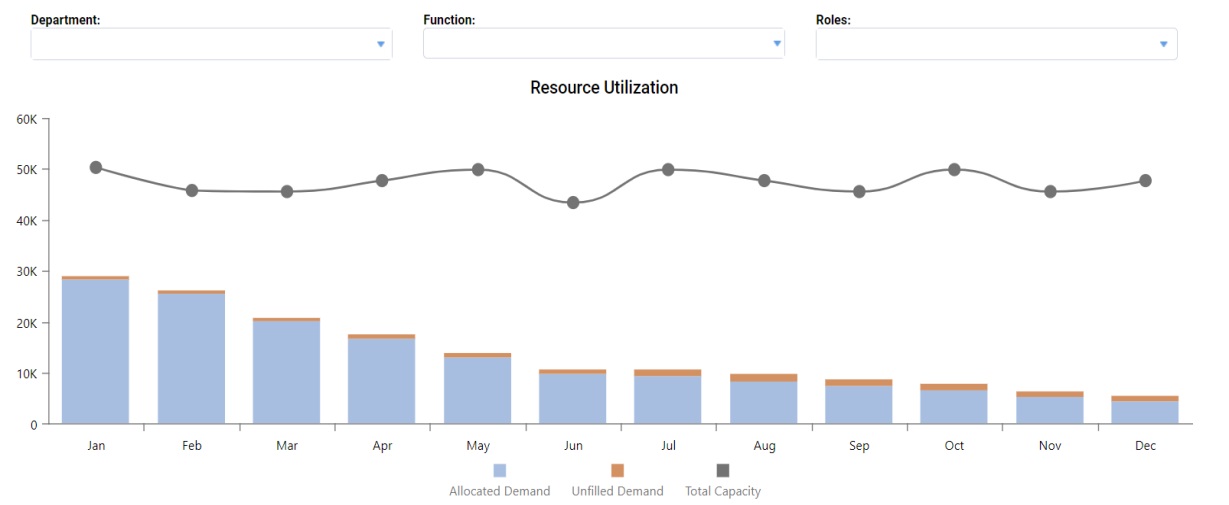 Department: Function: Roles:
Resource Utilization
60K
50K
40K
30K
20K
10K
0
Jan Feb Mar Apr May Jun Jul Aug Sep Oct Nov Dec
Allocated Demand Unfilled Demand Total Capacity